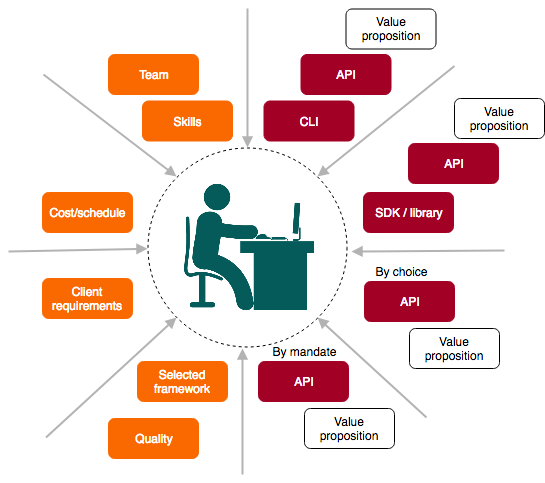 Value
proposition
Team
API
Skills
CLI
Value
proposition
API
Cost/schedule
SDK / library
By choice
Client
requirements
API
Value
proposition
By mandate
Selected
framework
API
Value
proposition
Quality